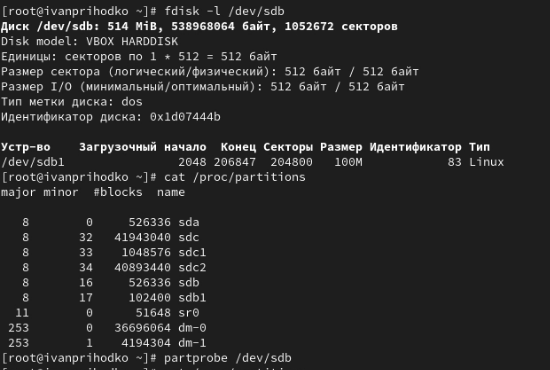 [root@ivanprihodko ~]# fdisk -l /dev/sdb
Диск /dev/sdb: 514 MiB, 538968064 байт, 1052672 секторов
Disk model: VBOX HARDDISK
Единицы: секторов по 1 * 512 = 512 байт
Размер сектора (логический/физический): 512 байт / 512 байт
Размер I/O (минимальный/оптимальный): 512 байт / 512 байт
Тип метки диска: dos
Идентификатор диска: 0x1d07444b
Устр-во Загрузочный начало Конец Секторы Размер Идентификатор Тип
/dev/sdb1 2048 206847 204800 100M 83 Linux
[root@ivanprihodko ~]# cat /proc/partitions
major minor #blocks name
8 0 526336 sda
8 32 41943040 sdc
8 33 1048576 sdc1
8 34 40893440 sdc2
8 16 526336 sdb
8 17 102400 sdb1
11 0 51648 sr0
253 0 36696064 dm-0
253 1 4194304 dm-1
[root@ivanprihodko ~]# partprobe /dev/sdb